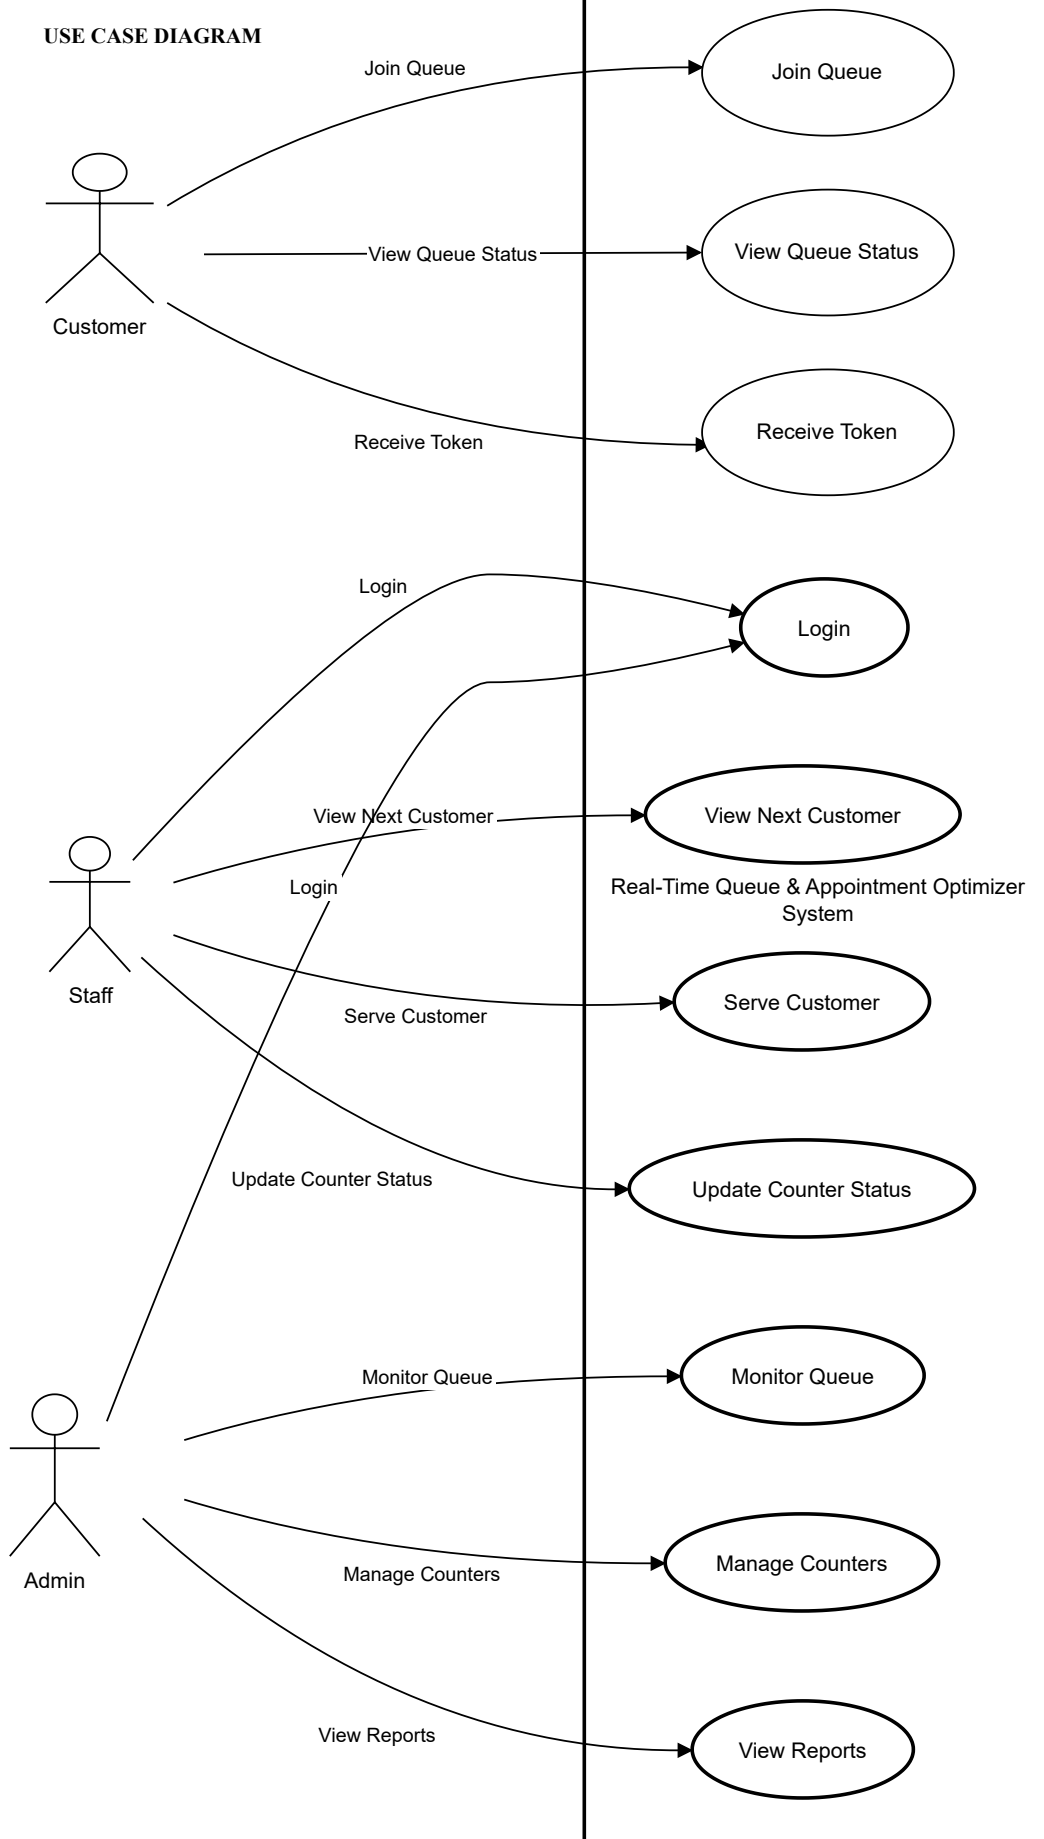 USE CASE DIAGRAM
Join Queue
Join Queue
View Queue Status
View Queue Status
Customer
Receive Token
Receive Token
Login
Login
View Next Customer
View Next Customer
Login
Real-Time Queue & Appointment Optimizer
System
Staff
Serve Customer
Serve Customer
Update Counter Status
Update Counter Status
Monitor Queue
Monitor Queue
Admin
Manage Counters
Manage Counters
View Reports
View Reports